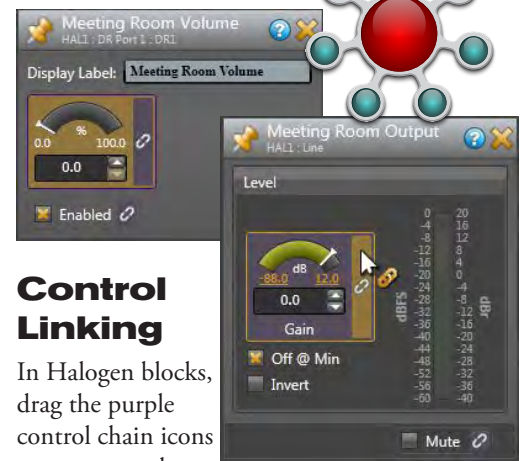 Meeting Room Volume
HAL1 : DR Port 1 : DR1
Display Label: Meeting Room Volume
%
0.0 100.0
0.0
Enabled
Meeting Room Output
HAL1 : Line
Level
dB
-88.0 12.0
0.0
Gain
Off @ Min
Invert
dBFS
0 20
-4 16
-8 12
-12 8
-16 4
-20 0
-24 -4
-28 -8
-32 -12
-36 -16
-40 -20
-44 -24
-48 -28
-52 -32
-56 -36
-60 -40
dBr
Mute
Control
Linking
In Halogen blocks,
drag the purple
control chain icons